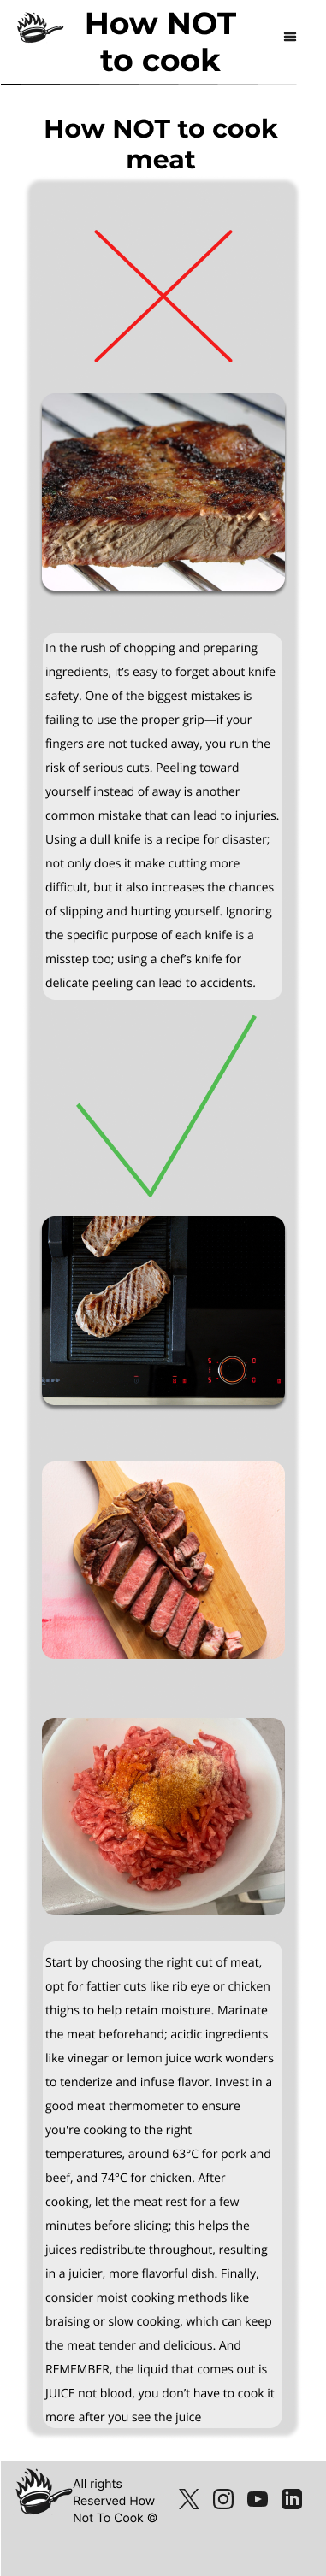 How NOT
to cook
How NOT to cook
meat
In the rush of chopping and preparing
ingredients, it’s easy to forget about knife
safety. One of the biggest mistakes is
failing to use the proper grip—if your
fingers are not tucked away, you run the
risk of serious cuts. Peeling toward
yourself instead of away is another
common mistake that can lead to injuries.
Using a dull knife is a recipe for disaster;
not only does it make cutting more
difficult, but it also increases the chances
of slipping and hurting yourself. Ignoring
the specific purpose of each knife is a
misstep too; using a chef’s knife for
delicate peeling can lead to accidents.
Start by choosing the right cut of meat,
opt for fattier cuts like rib eye or chicken
thighs to help retain moisture. Marinate
the meat beforehand; acidic ingredients
like vinegar or lemon juice work wonders
to tenderize and infuse flavor. Invest in a
good meat thermometer to ensure
you're cooking to the right
temperatures, around 63°C for pork and
beef, and 74°C for chicken. After
cooking, let the meat rest for a few
minutes before slicing; this helps the
juices redistribute throughout, resulting
in a juicier, more flavorful dish. Finally,
consider moist cooking methods like
braising or slow cooking, which can keep
the meat tender and delicious. And
REMEMBER, the liquid that comes out is
JUICE not blood, you don’t have to cook it
more after you see the juice
All rights
Reserved How
Not To Cook ©